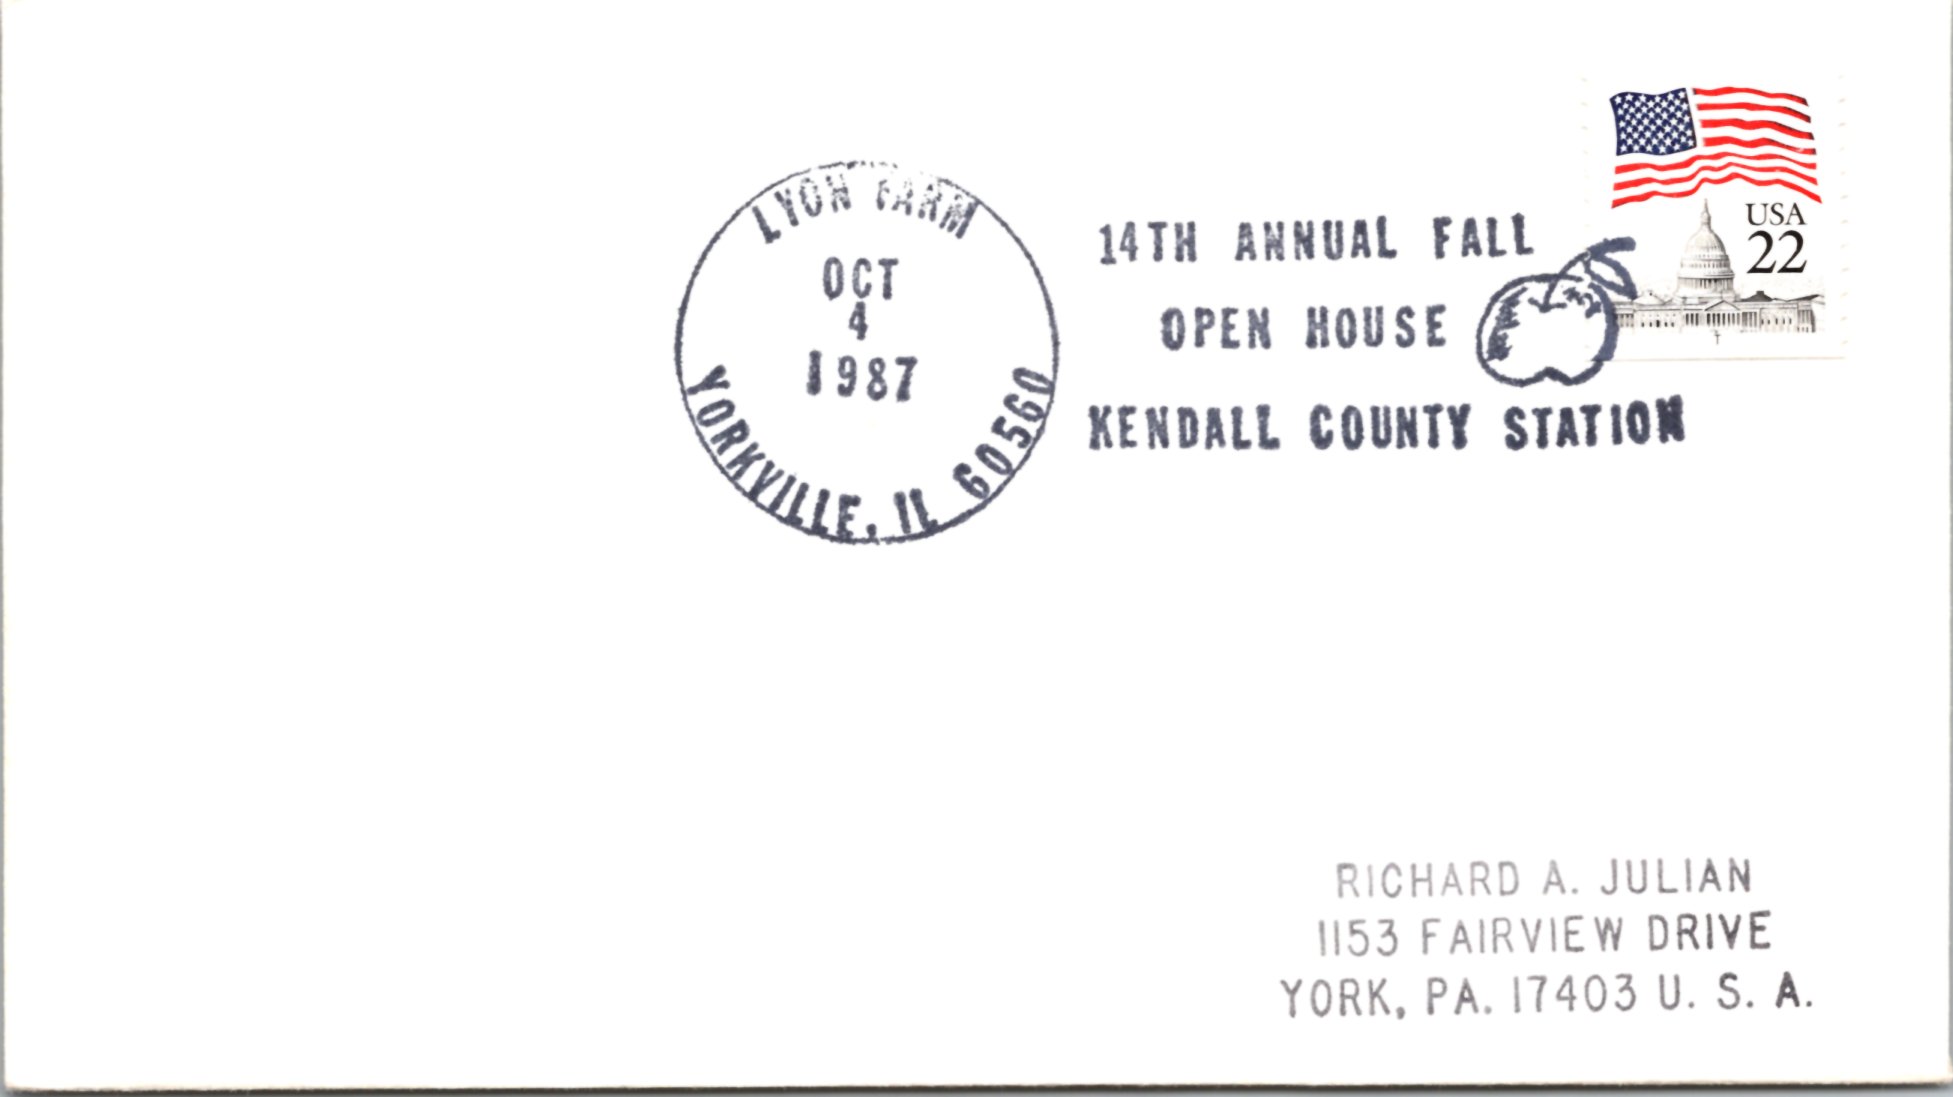 LYON FARM
OCT
4
1987
YORKVILLE, IL 60560
14TH ANNUAL FALL
OPEN HOUSE
KENDALL COUNTY STATION
USA
22
T
RICHARD A. JULIAN
1153 FAIRVIEW DRIVE
YORK, PA. 17403 U. S. A.